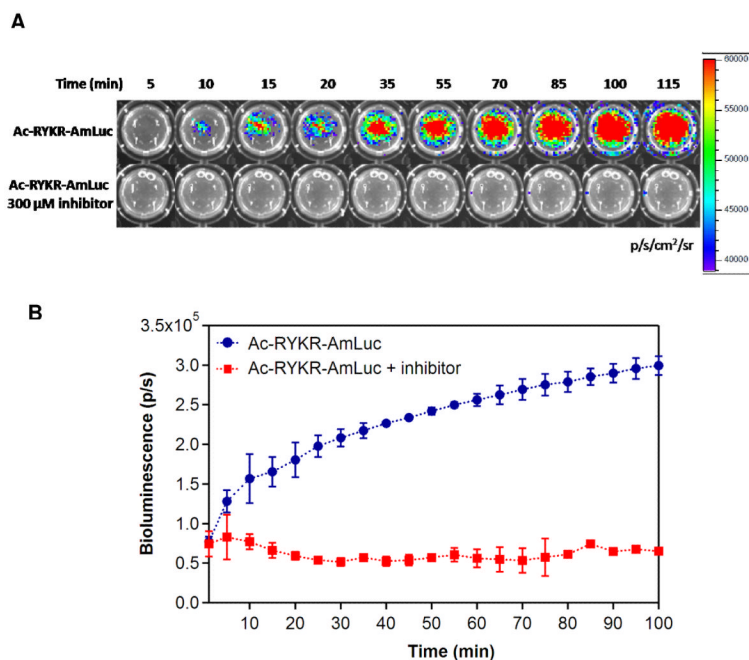 A
Time (min) 5 10 15 20 35 55 70 85 100 115
Ac-RYKR-AmLuc
Ac-RYKR-AmLuc
300 µM inhibitor
60000
50000
40000
p/s/cm²/sr
B
3.5x10⁵
3.0
2.5
2.0
1.5
1.0
0.5
0.0
Bioluminescence (p/s)
Ac-RYKR-AmLuc
Ac-RYKR-AmLuc + inhibitor
10 20 30 40 50 60 70 80 90 100
Time (min)